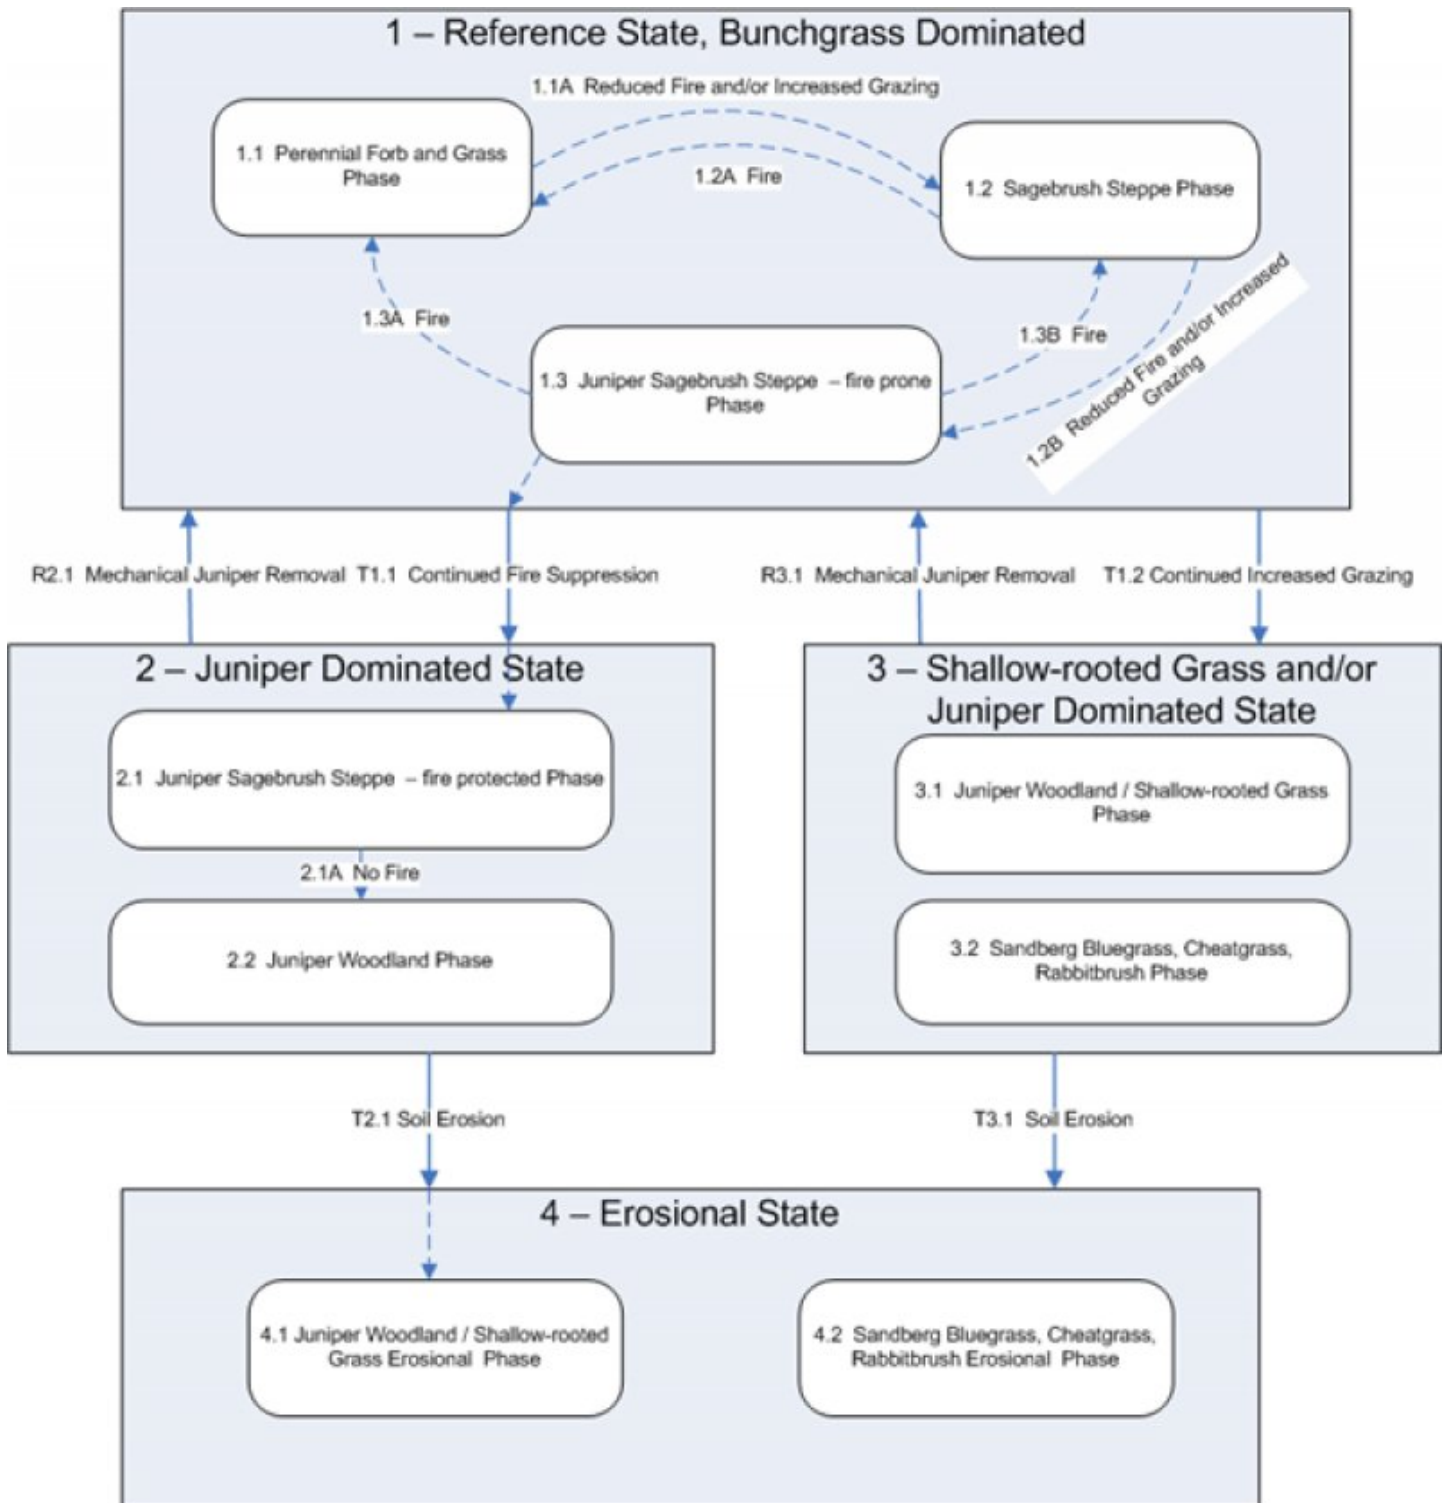 1 – Reference State, Bunchgrass Dominated
1.1A Reduced Fire and/or Increased Grazing
1.1 Perennial Forb and Grass
Phase
1.2A Fire
1.2 Sagebrush Steppe Phase
1.3A Fire
1.3B Fire
1.2B Reduced Fire and/or Increased
Grazing
1.3 Juniper Sagebrush Steppe – fire prone
Phase
R2.1 Mechanical Juniper Removal
T1.1 Continued Fire Suppression
R3.1 Mechanical Juniper Removal
T1.2 Continued Increased Grazing
2 – Juniper Dominated State
2.1 Juniper Sagebrush Steppe – fire protected Phase
2.1A No Fire
2.2 Juniper Woodland Phase
3 – Shallow-rooted Grass and/or
Juniper Dominated State
3.1 Juniper Woodland / Shallow-rooted Grass
Phase
3.2 Sandberg Bluegrass, Cheatgrass,
Rabbitbrush Phase
T2.1 Soil Erosion
T3.1 Soil Erosion
4 – Erosional State
4.1 Juniper Woodland / Shallow-rooted
Grass Erosional Phase
4.2 Sandberg Bluegrass, Cheatgrass,
Rabbitbrush Erosional Phase